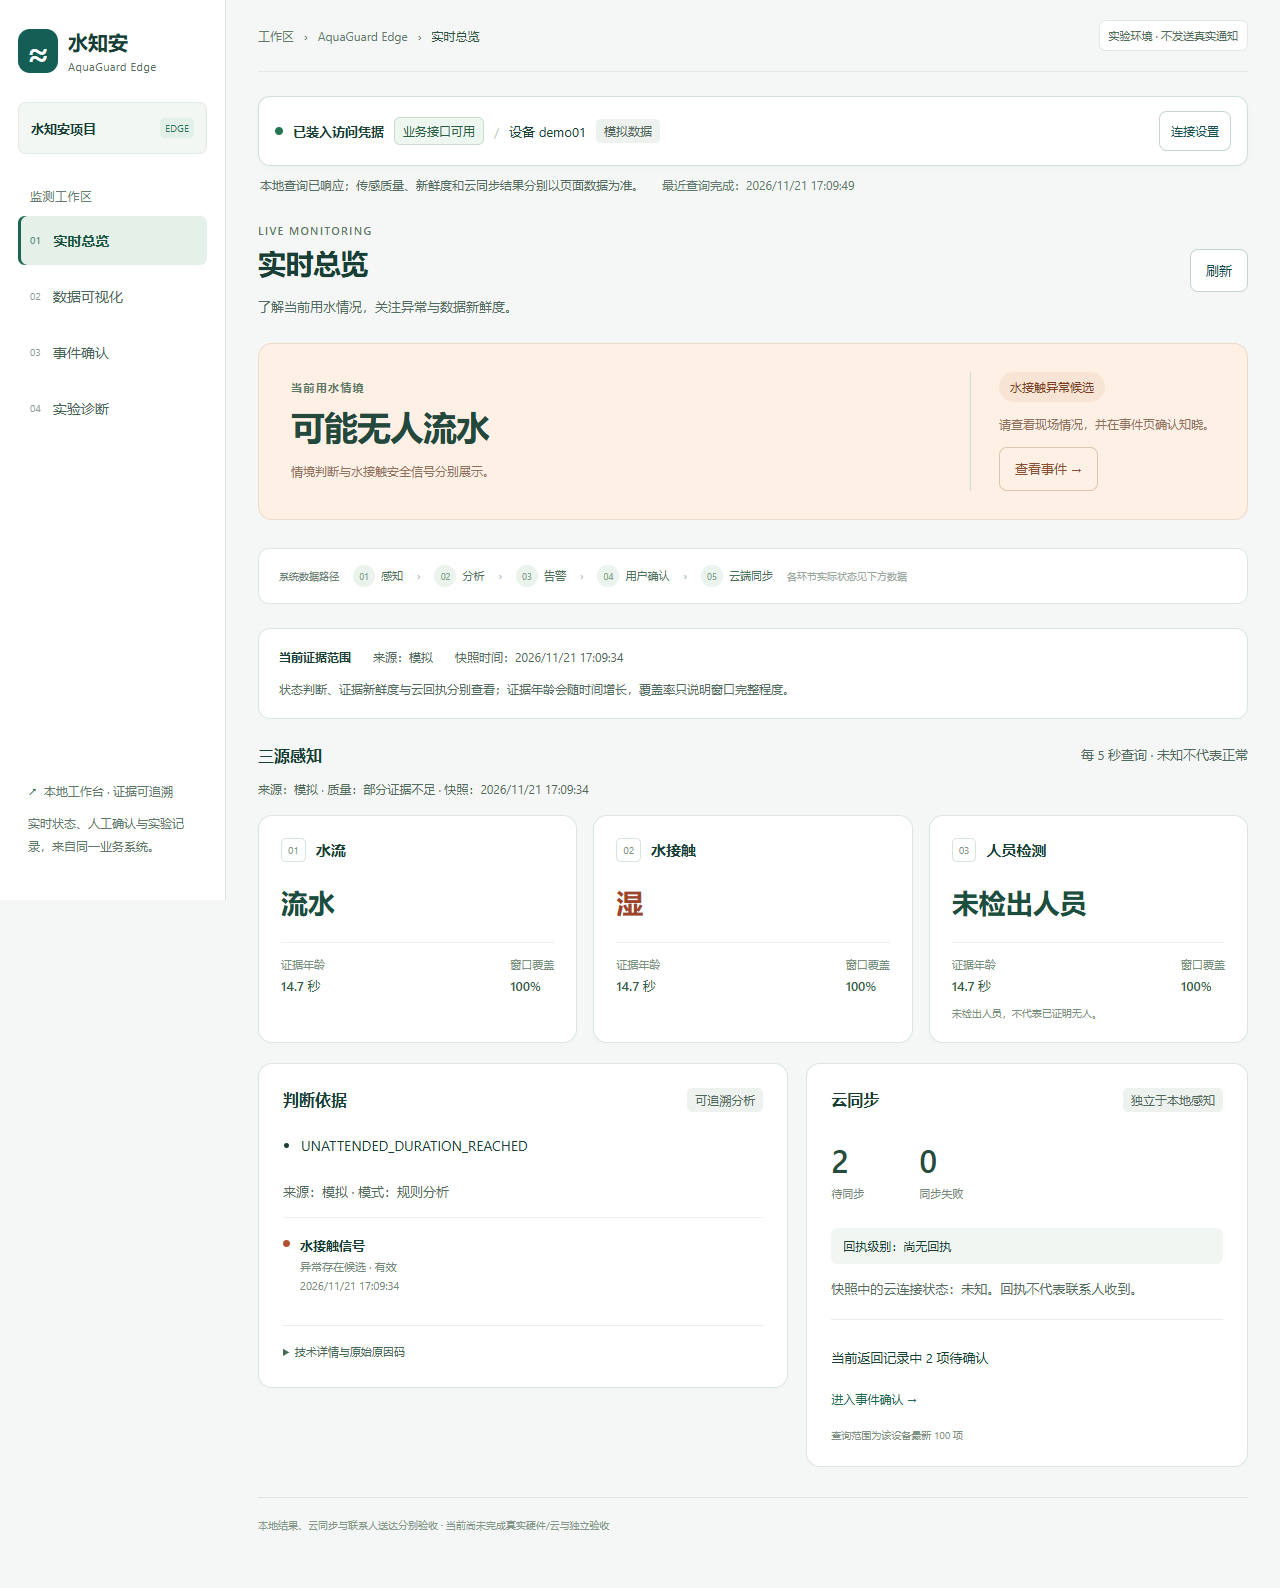 水知安
AquaGuard Edge
水知安项目
EDGE
监测工作区
01 实时总览
02 数据可视化
03 事件确认
04 实验诊断
↗ 本地工作台 · 证据可追溯
实时状态、人工确认与实验记
录，来自同一业务系统。
工作区 › AquaGuard Edge › 实时总览
实验环境 · 不发送真实通知
已装入访问凭据 业务接口可用 / 设备 demo01 模拟数据
连接设置
本地查询已响应；传感质量、新鲜度和云同步结果分别以页面数据为准。 最近查询完成：2026/11/21 17:09:49
LIVE MONITORING
实时总览
刷新
了解当前用水情况，关注异常与数据新鲜度。
当前用水情境
可能无人流水
情境判断与水接触安全信号分别展示。
水接触异常候选
请查看现场情况，并在事件页确认知晓。
查看事件 →
系统数据路径 01 感知 › 02 分析 › 03 告警 › 04 用户确认 › 05 云端同步 各环节实际状态见下方数据
当前证据范围 来源：模拟 快照时间：2026/11/21 17:09:34
状态判断、证据新鲜度与云回执分别查看；证据年龄会随时间增长，覆盖率只说明窗口完整程度。
三源感知
每 5 秒查询 · 未知不代表正常
来源：模拟 · 质量：部分证据不足 · 快照：2026/11/21 17:09:34
01 水流
流水
证据年龄 窗口覆盖
14.7 秒 100%
02 水接触
湿
证据年龄 窗口覆盖
14.7 秒 100%
03 人员检测
未检出人员
证据年龄 窗口覆盖
14.7 秒 100%
未检出人员，不代表已证明无人。
判断依据
可追溯分析
• UNATTENDED_DURATION_REACHED
来源：模拟 · 模式：规则分析
水接触信号
异常存在候选 · 有效
2026/11/21 17:09:34
▶ 技术详情与原始原因码
云同步
独立于本地感知
2 0
待同步 同步失败
回执级别：尚无回执
快照中的云连接状态：未知。回执不代表联系人收到。
当前返回记录中 2 项待确认
进入事件确认 →
查询范围为该设备最新 100 项
本地结果、云同步与联系人送达分别验收 · 当前尚未完成真实硬件/云与独立验收